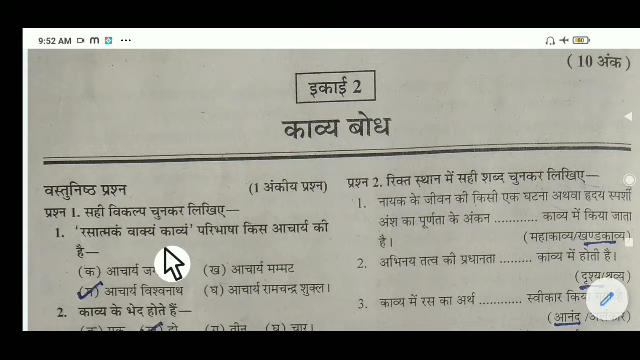 9:52 AM
80
( 10 अंक )
इकाई 2
काव्य बोध
वस्तुनिष्ठ प्रश्न (1 अंकीय प्रश्न)
प्रश्न 1. सही विकल्प चुनकर लिखिए—
1. 'रसात्मकं वाक्यं काव्यं' परिभाषा किस आचार्य की
है—
(क) आचार्य (ख) आचार्य मम्मट
(ग) आचार्य विश्वनाथ (घ) आचार्य रामचन्द्र शुक्ल।
2. काव्य के भेद होते हैं—
(क) एक (ख) दो (ग) तीन (घ) चार।
प्रश्न 2. रिक्त स्थान में सही शब्द चुनकर लिखिए—
1. नायक के जीवन की किसी एक घटना अथवा हृदय स्पर्शी
अंश का पूर्णता के अंकन ........... काव्य में किया जाता
है। (महाकाव्य/खण्डकाव्य)
2. अभिनय तत्व की प्रधानता ........... काव्य में होती है।
(दृश्य/श्रव्य)
3. काव्य में रस का अर्थ ........... स्वीकार
(आनंद /अलंकार)